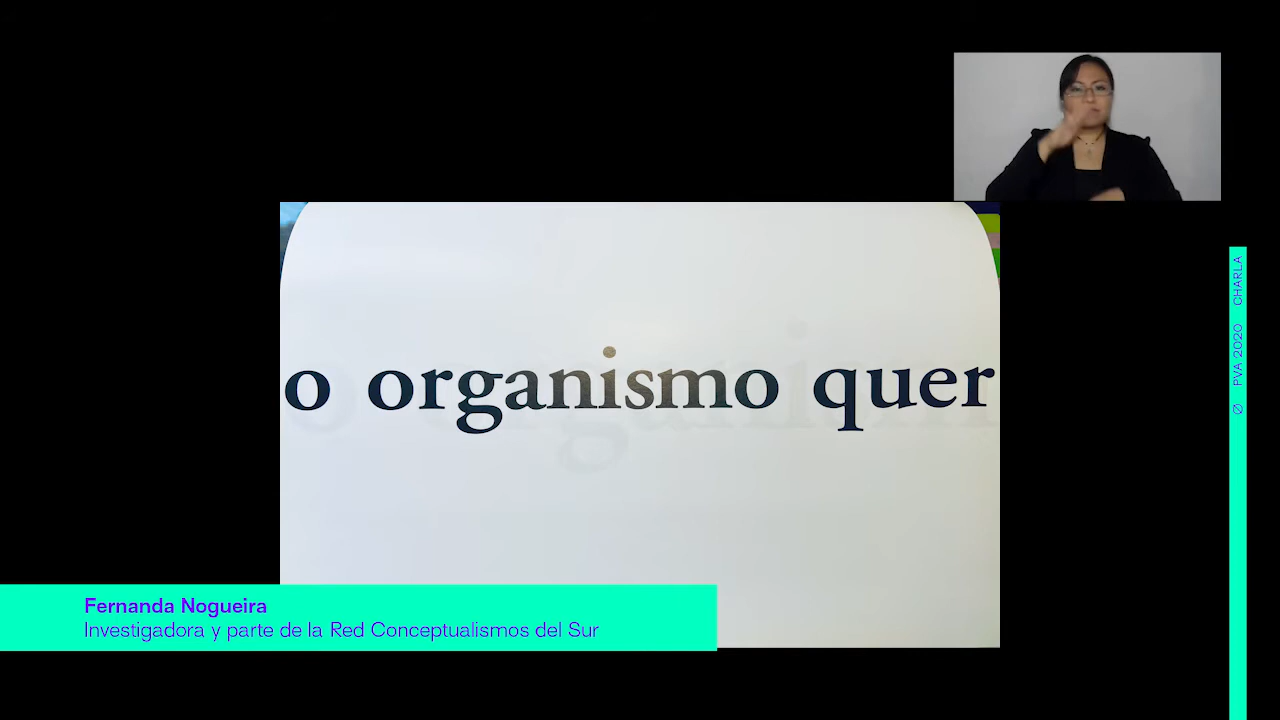 o organismo quer
Fernanda Nogueira
Investigadora y parte de la Red Conceptualismos del Sur
Ø PVA 2020 CHARLA